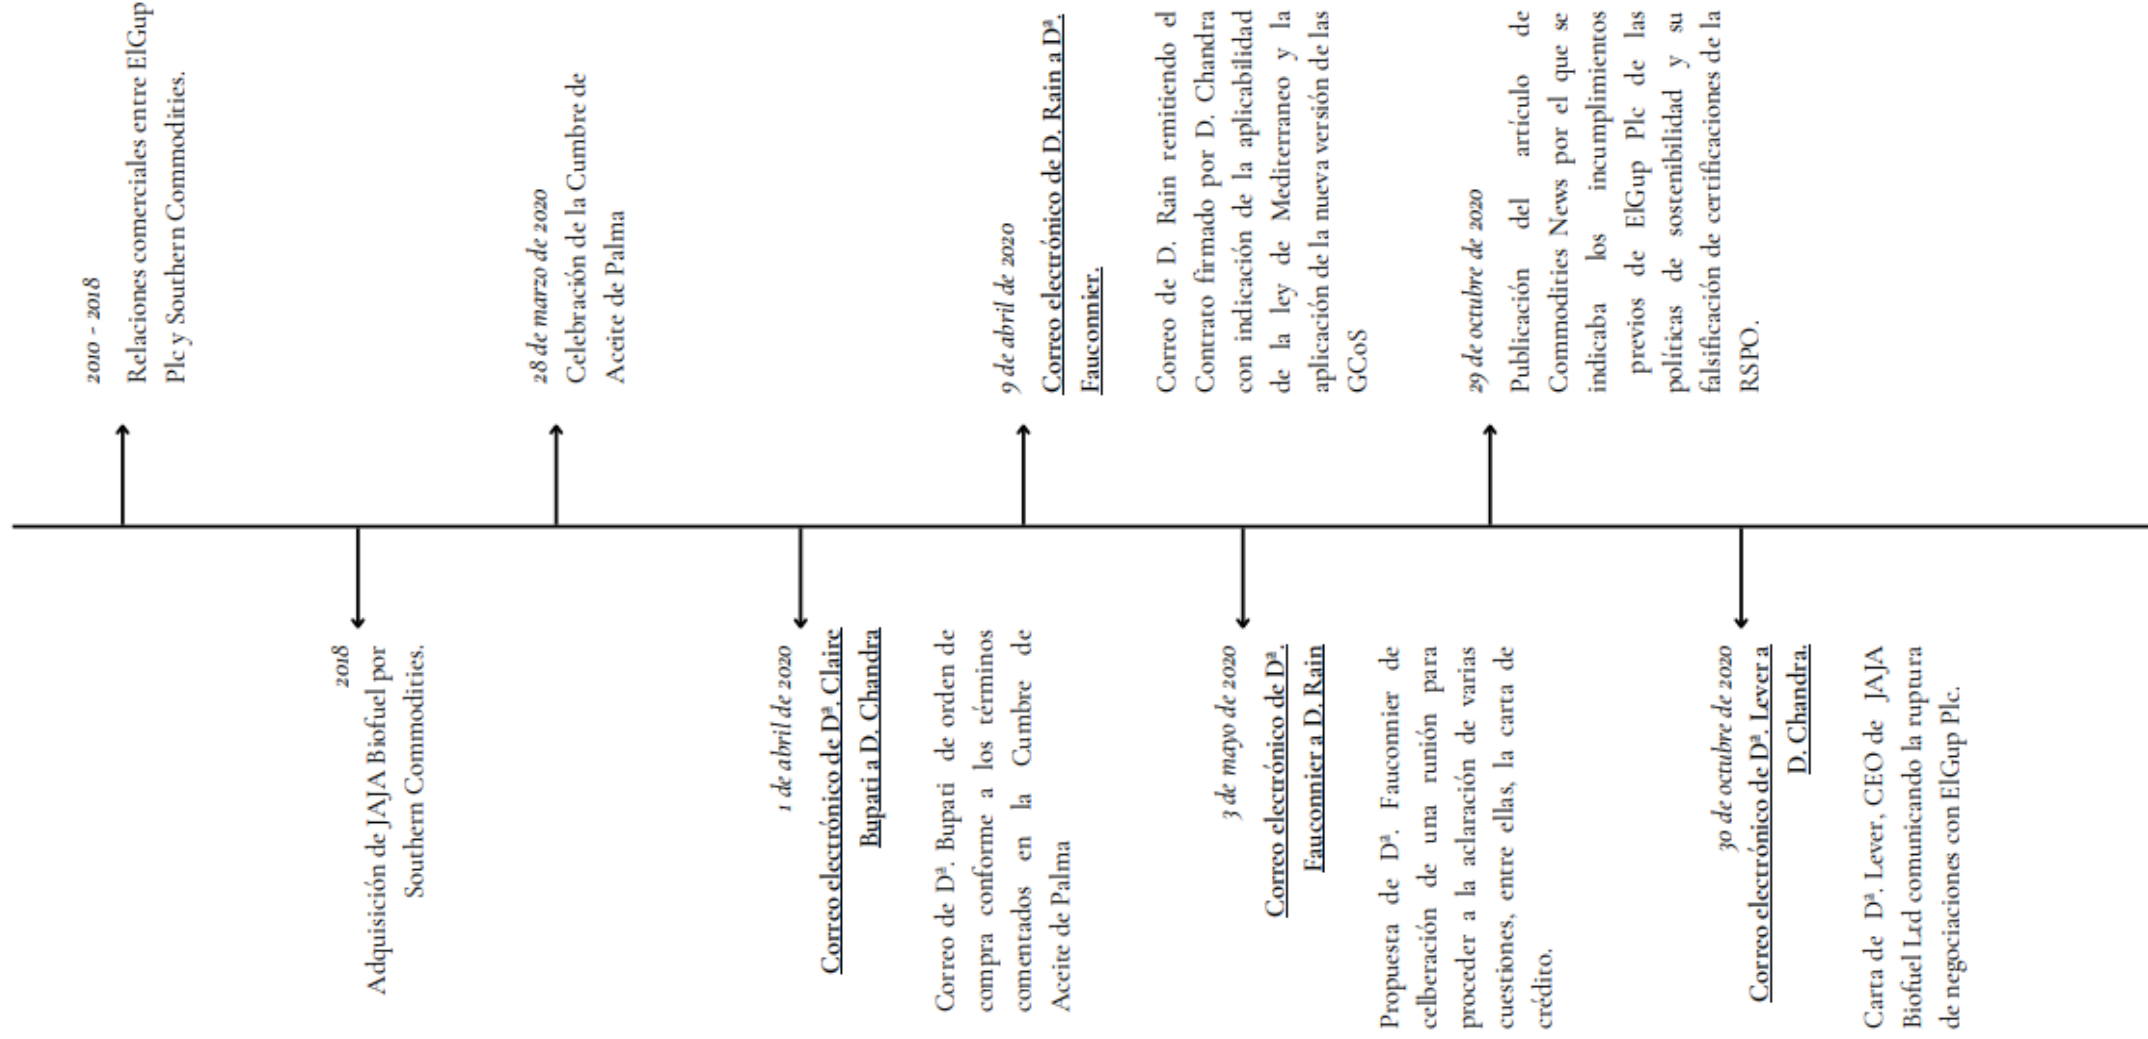 2010 - 2018
Relaciones comerciales entre ElGup
Plc y Southern Commodities.
2018
Adquisición de JAJA Biofuel por
Southern Commodities.
28 de marzo de 2020
Celebración de la Cumbre de
Aceite de Palma
1 de abril de 2020
Correo electrónico de Dª. Claire
Bupati a D. Chandra
Correo de Dª. Bupati de orden de
compra conforme a los términos
comentados en la Cumbre de
Aceite de Palma
9 de abril de 2020
Correo electrónico de D. Rain a Dª.
Fauconnier.
Correo de D. Rain remitiendo el
Contrato firmado por D. Chandra
con indicación de la aplicabilidad
de la ley de Mediterraneo y la
aplicación de la nueva versión de las
GCoS
3 de mayo de 2020
Correo electrónico de Dª.
Fauconnier a D. Rain
Propuesta de Dª. Fauconnier de
celberación de una runión para
proceder a la aclaración de varias
cuestiones, entre ellas, la carta de
crédito.
29 de octubre de 2020
Publicación del artículo de
Commodities News por el que se
indicaba los incumplimientos
previos de ElGup Plc de las
políticas de sostenibilidad y su
falsificación de certificaciones de la
RSPO.
30 de octubre de 2020
Correo electrónico de Dª. Lever a
D. Chandra.
Carta de Dª. Lever, CEO de JAJA
Biofuel Ltd comunicando la ruptura
de negociaciones con ElGup Plc.